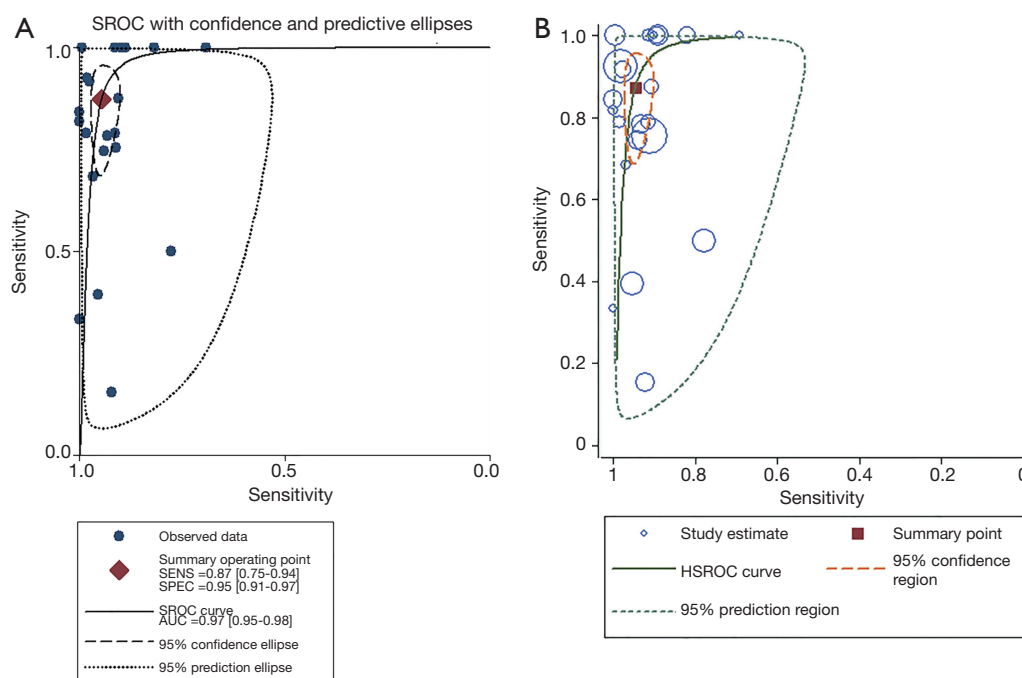 A
SROC with confidence and predictive ellipses
1.0
0.5
0.0
Sensitivity
1.0
0.5
0.0
Sensitivity
Observed data
Summary operating point
SENS =0.87 [0.75-0.94]
SPEC =0.95 [0.91-0.97]
SROC curve
AUC =0.97 [0.95-0.98]
95% confidence ellipse
95% prediction ellipse
B
1.0
0.8
0.6
0.4
0.2
0
Sensitivity
1
0.8
0.6
0.4
0.2
0
Sensitivity
Study estimate
Summary point
HSROC curve
95% confidence
region
95% prediction region